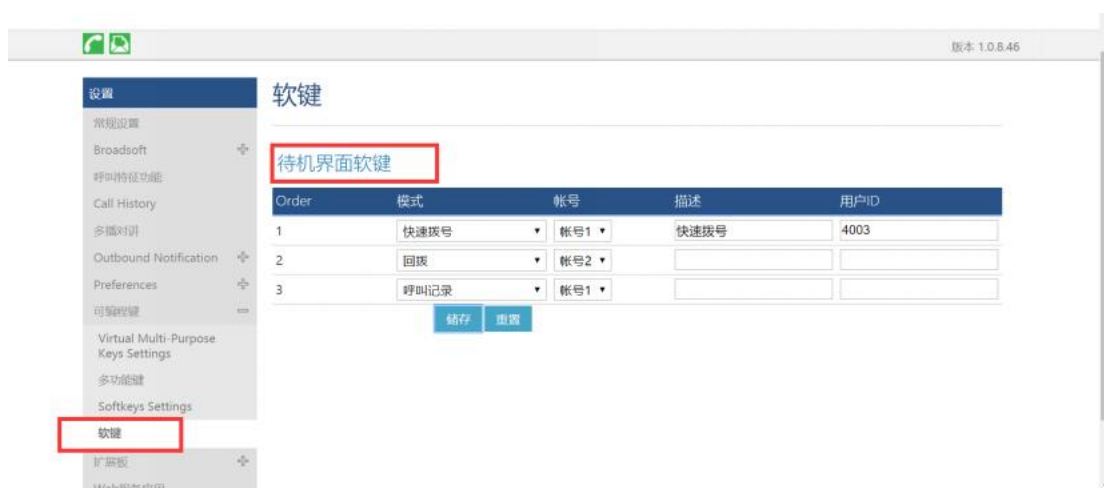 版本 1.0.8.46
设置
常规设置
Broadsoft
呼叫特征功能
Call History
多播对讲
Outbound Notification
Preferences
可编程键
Virtual Multi-Purpose
Keys Settings
多功能键
Softkeys Settings
软键
扩展板
软键
待机界面软键
Order 模式 帐号 描述 用户ID
1 快速拨号 帐号1 快速拨号 4003
2 回拨 帐号2
3 呼叫记录 帐号1
储存 重置